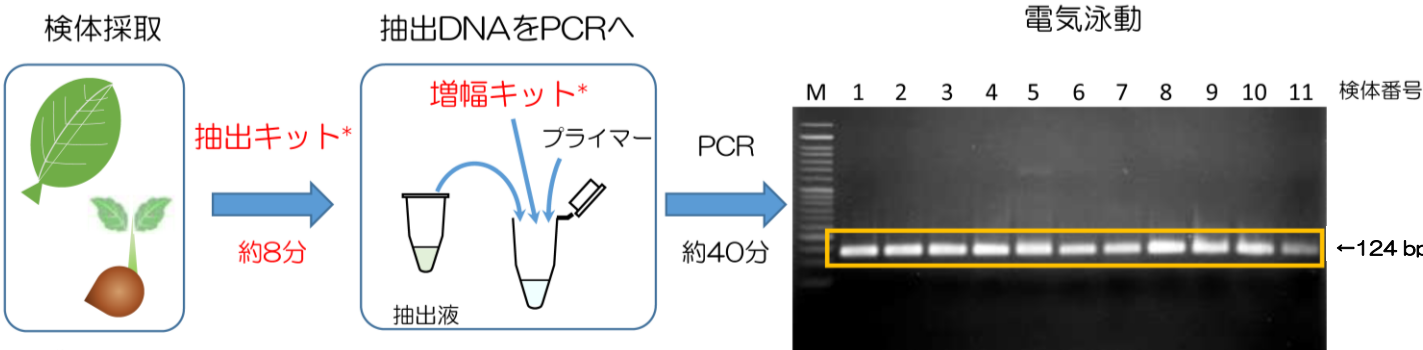 検体採取
抽出キット*
約8分
抽出DNAをPCRへ
増幅キット*
プライマー
抽出液
PCR
約40分
電気泳動
M 1 2 3 4 5 6 7 8 9 10 11 検体番号
←124 bp